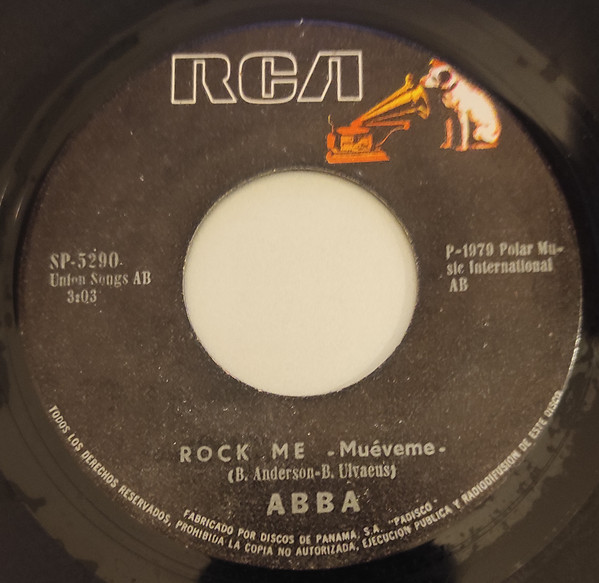 RCA
SP-5290
Union Songs AB
3:03
P-1979 Polar Mu-
sic International
AB
ROCK ME -Muéveme-
(B. Anderson-B. Ulvaeus)
ABBA
TODOS LOS DERECHOS RESERVADOS, PROHIBIDA LA COPIA NO AUTORIZADA, EJECUCION PUBLICA Y RADIODIFUSION DE ESTE DISCO
FABRICADO POR DISCOS DE PANAMÁ, S.A. "PADISCO"